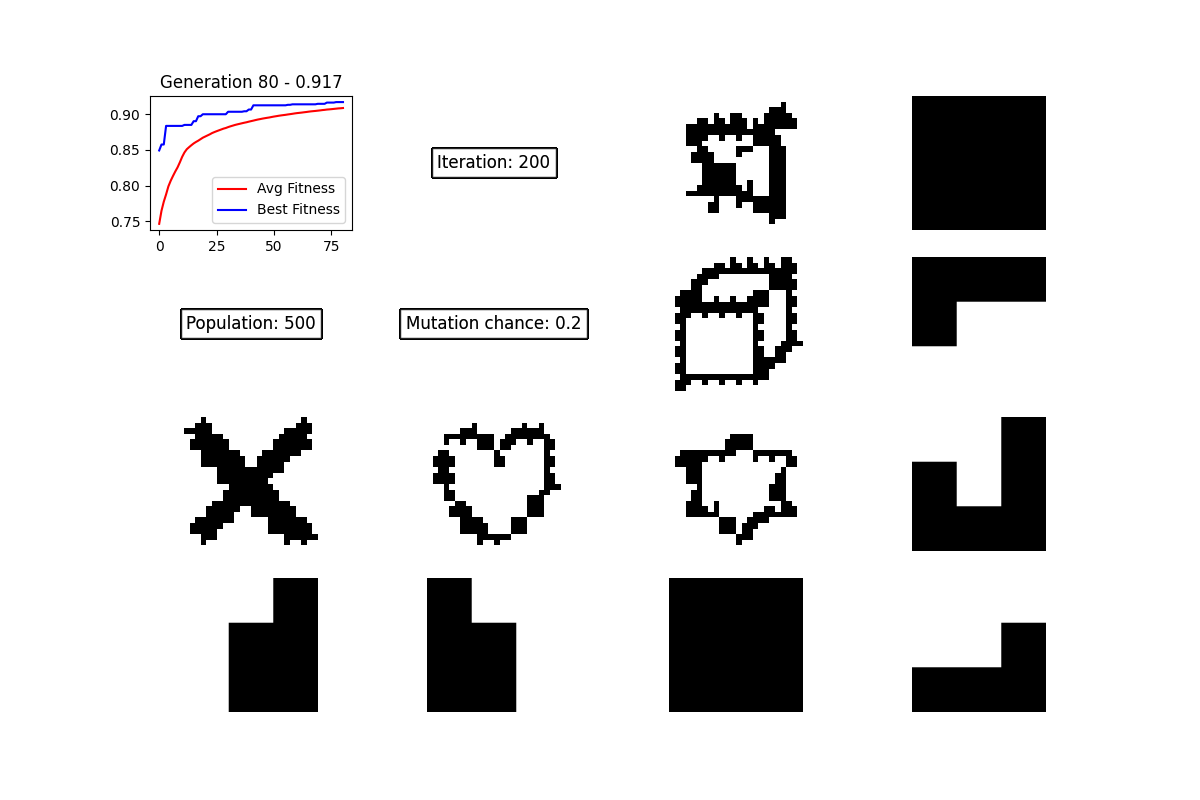 Generation 80 - 0.917
0.90
0.85
0.80
0.75
Avg Fitness
Best Fitness
0 25 50 75
Iteration: 200
Population: 500
Mutation chance: 0.2